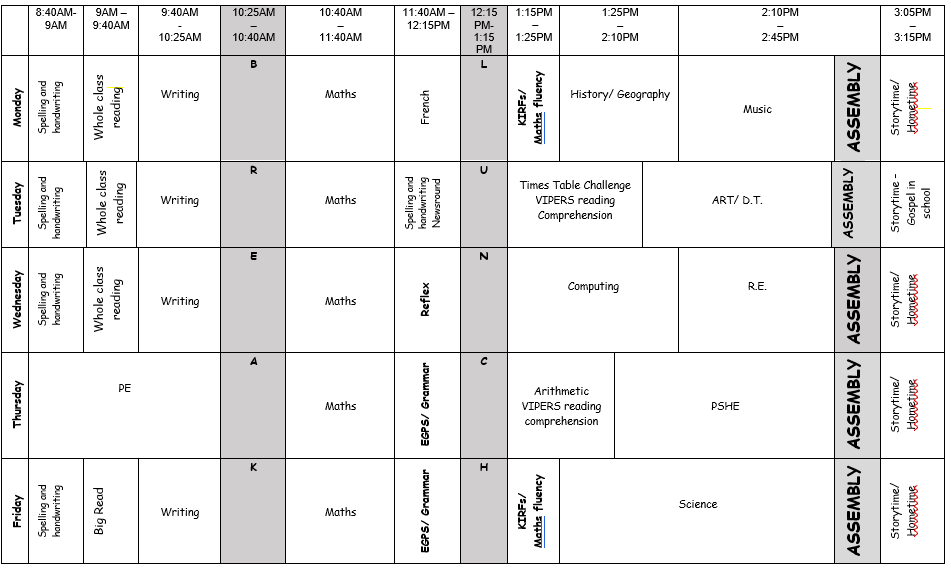 8:40AM-
9AM
9AM –
9:40AM
9:40AM
-
10:25AM
10:25AM
–
10:40AM
10:40AM
–
11:40AM
11:40AM –
12:15PM
12:15
PM-
1:15
PM
1:15PM
–
1:25PM
1:25PM
–
2:10PM
2:10PM
–
2:45PM
3:05PM
–
3:15PM
Monday
Spelling and
handwriting
Whole class
reading
Writing
B
Maths
French
L
KIRFs/
Maths fluency
History/ Geography
Music
ASSEMBLY
Storytime/
Hometime
Tuesday
Spelling and
handwriting
Whole class
reading
Writing
R
Maths
Spelling and
handwriting
Newsround
U
Times Table Challenge
VIPERS reading
Comprehension
ART/ D.T.
ASSEMBLY
Storytime –
Gospel in
school
Wednesday
Spelling and
handwriting
Whole class
reading
Writing
E
Maths
Reflex
N
Computing
R.E.
ASSEMBLY
Storytime/
Hometime
Thursday
PE
A
Maths
EGPS/ Grammar
C
Arithmetic
VIPERS reading
comprehension
PSHE
ASSEMBLY
Storytime/
Hometime
Friday
Spelling and
handwriting
Big Read
Writing
K
Maths
EGPS/ Grammar
H
KIRFs/
Maths fluency
Science
ASSEMBLY
Storytime/
Hometime